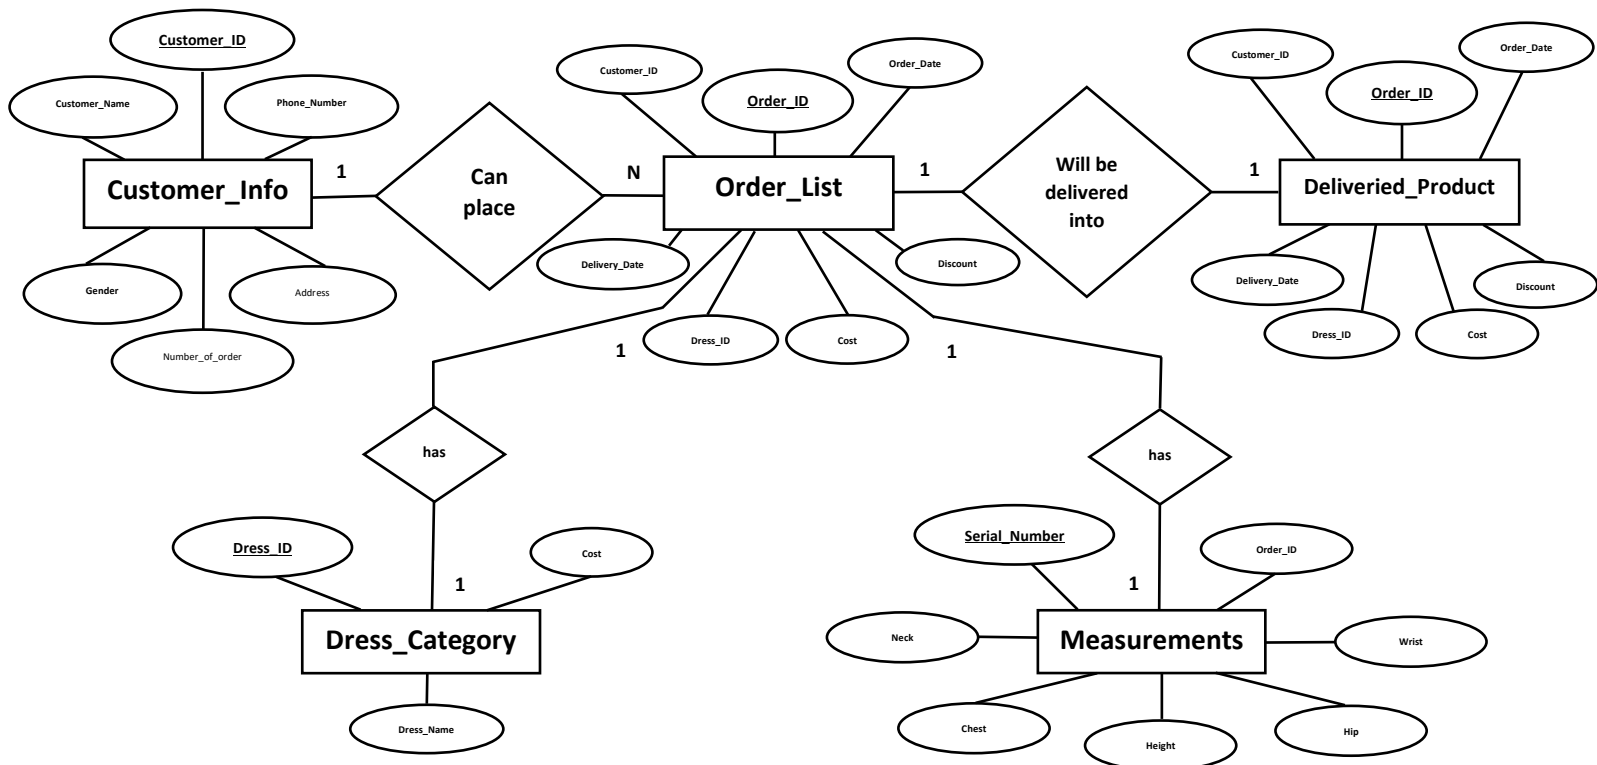 Customer_ID
Customer_Name
Phone_Number
Customer_Info
Gender
Address
Number_of_order
1
Can
place
N
Customer_ID
Order_ID
Order_Date
Order_List
Delivery_Date
Dress_ID
Cost
Discount
1
Will be
delivered
into
1
Customer_ID
Order_ID
Order_Date
Deliveried_Product
Delivery_Date
Dress_ID
Cost
Discount
1
has
1
Dress_ID
Cost
Dress_Category
Dress_Name
1
has
1
Serial_Number
Order_ID
Neck
Measurements
Wrist
Chest
Height
Hip